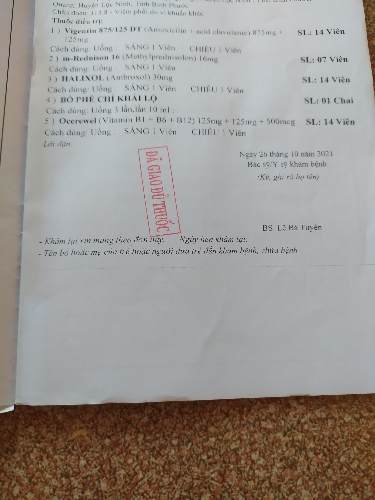 Quang, Huyện Lộc Ninh, Tỉnh Bình Phước
Chẩn đoán: J15.8 - Viêm phổi do vi khuẩn khác
Thuốc điều trị:
1 ) Vigentin 875/125 DT (Amoxicilin + acid clavulanic) 875mg + 125mg SL: 14 Viên
Cách dùng: Uống : SÁNG 1 Viên CHIỀU 1 Viên
2 ) m-Rednison 16 (Methylprednisolon) 16mg SL: 07 Viên
Cách dùng: Uống : SÁNG 1 Viên
3 ) HALIXOL (Ambroxol) 30mg SL: 14 Viên
Cách dùng: Uống : SÁNG 1 Viên CHIỀU 1 Viên
4 ) BỔ PHẾ CHỈ KHÁI LỘ SL: 01 Chai
Cách dùng: Uống 3 lần,lần 10 ml ;
5 ) Ocerewel (Vitamin B1 + B6 + B12) 125mg + 125mg + 500mcg SL: 14 Viên
Cách dùng: Uống : SÁNG 1 Viên CHIỀU 1 Viên
Lời dặn:
ĐÃ GIAO ĐỦ THUỐC
Ngày 26 tháng 10 năm 2021
Bác sỹ/Y sỹ khám bệnh
(Ký, ghi rõ họ tên)
BS. Lê Bá Tuyên
- Khám lại xin mang theo đơn này. Ngày hẹn khám lại:
- Tên bố hoặc mẹ của trẻ hoặc người đưa trẻ đến khám bệnh, chữa bệnh